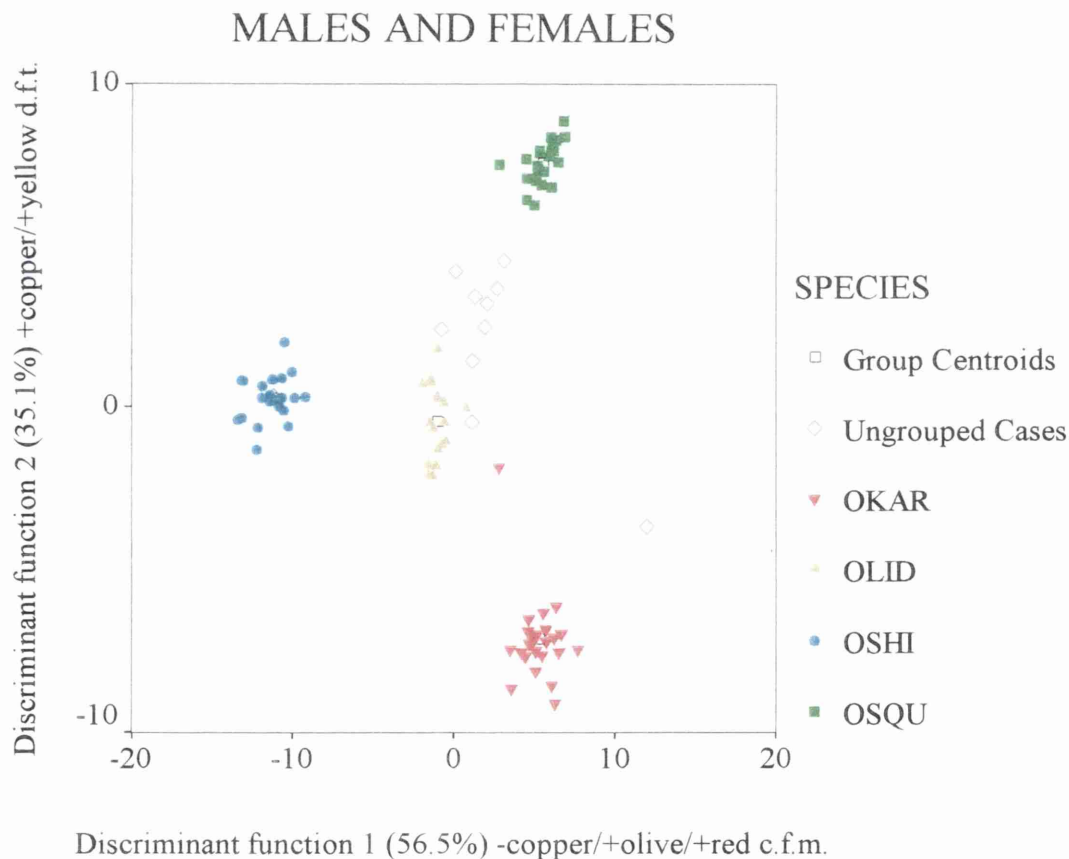 MALES AND FEMALES
Discriminant function 2 (35.1%) +copper/+yellow d.f.t.
10
0
-10
-20
-10
0
10
20
Discriminant function 1 (56.5%) -copper/+olive/+red c.f.m.
SPECIES
Group Centroids
Ungrouped Cases
OKAR
OLID
OSHI
OSQU